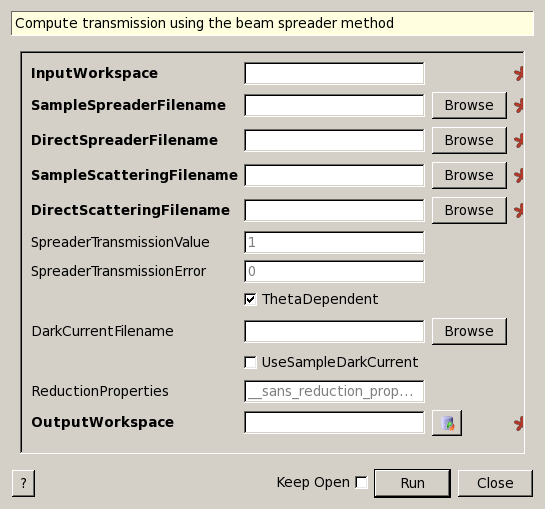 Compute transmission using the beam spreader method
InputWorkspace
SampleSpreaderFilename Browse
DirectSpreaderFilename Browse
SampleScatteringFilename Browse
DirectScatteringFilename Browse
SpreaderTransmissionValue 1
SpreaderTransmissionError 0
ThetaDependent
DarkCurrentFilename Browse
UseSampleDarkCurrent
ReductionProperties __sans_reduction_prop...
OutputWorkspace
? Keep Open Run Close